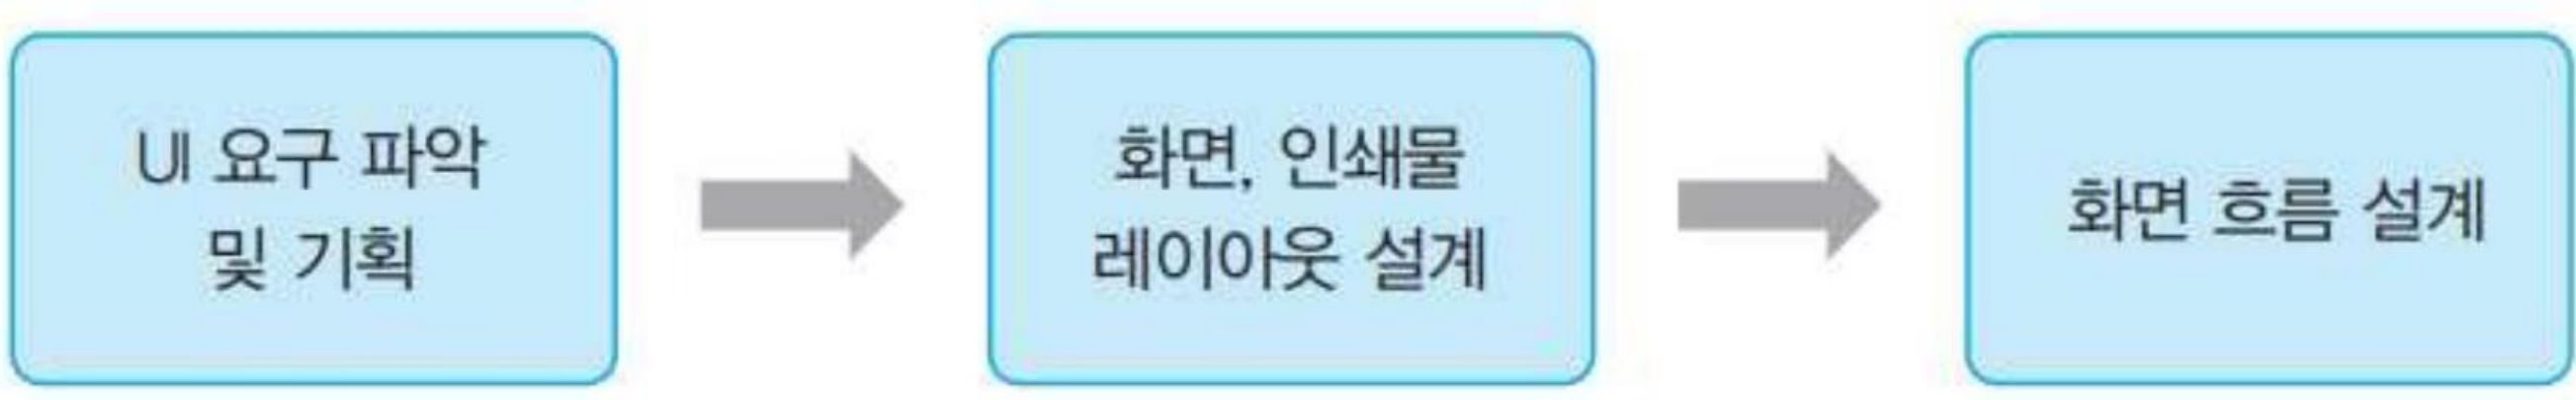 UI 요구 파악
및 기획
화면, 인쇄물
레이아웃 설계
화면 흐름 설계